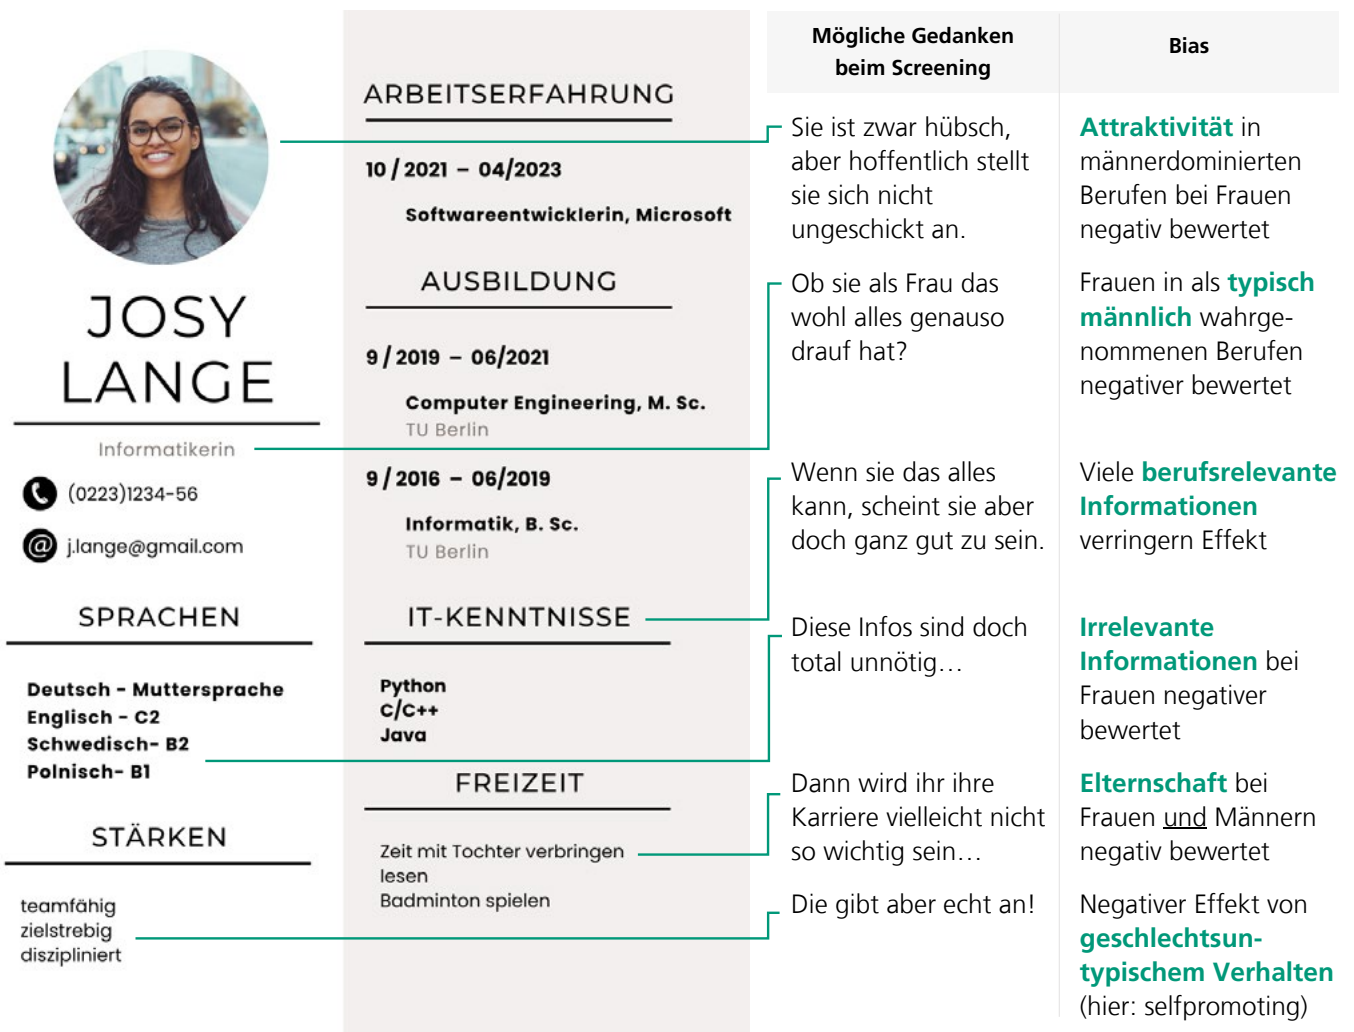 JOSY
LANGE
Informatikerin
(0223)1234-56
@ j.lange@gmail.com
SPRACHEN
Deutsch - Muttersprache
Englisch - C2
Schwedisch- B2
Polnisch- B1
STÄRKEN
teamfähig
zielstrebig
diszipliniert
ARBEITSERFAHRUNG
10 / 2021 – 04/2023
Softwareentwicklerin, Microsoft
AUSBILDUNG
9 / 2019 – 06/2021
Computer Engineering, M. Sc.
TU Berlin
9 / 2016 – 06/2019
Informatik, B. Sc.
TU Berlin
IT-KENNTNISSE
Python
C/C++
Java
FREIZEIT
Zeit mit Tochter verbringen
lesen
Badminton spielen
Mögliche Gedanken
beim Screening
Bias
Sie ist zwar hübsch,
aber hoffentlich stellt
sie sich nicht
ungeschickt an.
Attraktivität in
männerdominierten
Berufen bei Frauen
negativ bewertet
Ob sie als Frau das
wohl alles genauso
drauf hat?
Frauen in als typisch
männlich wahrge-
nommenen Berufen
negativer bewertet
Wenn sie das alles
kann, scheint sie aber
doch ganz gut zu sein.
Viele berufsrelevante
Informationen
verringern Effekt
Diese Infos sind doch
total unnötig…
Irrelevante
Informationen bei
Frauen negativer
bewertet
Dann wird ihr ihre
Karriere vielleicht nicht
so wichtig sein…
Elternschaft bei
Frauen und Männern
negativ bewertet
Die gibt aber echt an!
Negativer Effekt von
geschlechtsun-
typischem Verhalten
(hier: selfpromoting)